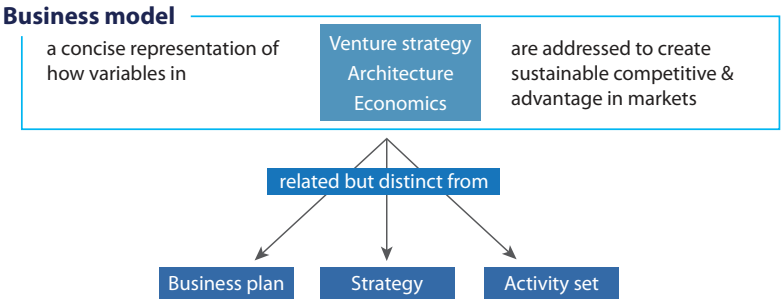 Business model
a concise representation of
how variables in
Venture strategy
Architecture
Economics
are addressed to create
sustainable competitive &
advantage in markets
related but distinct from
Business plan
Strategy
Activity set